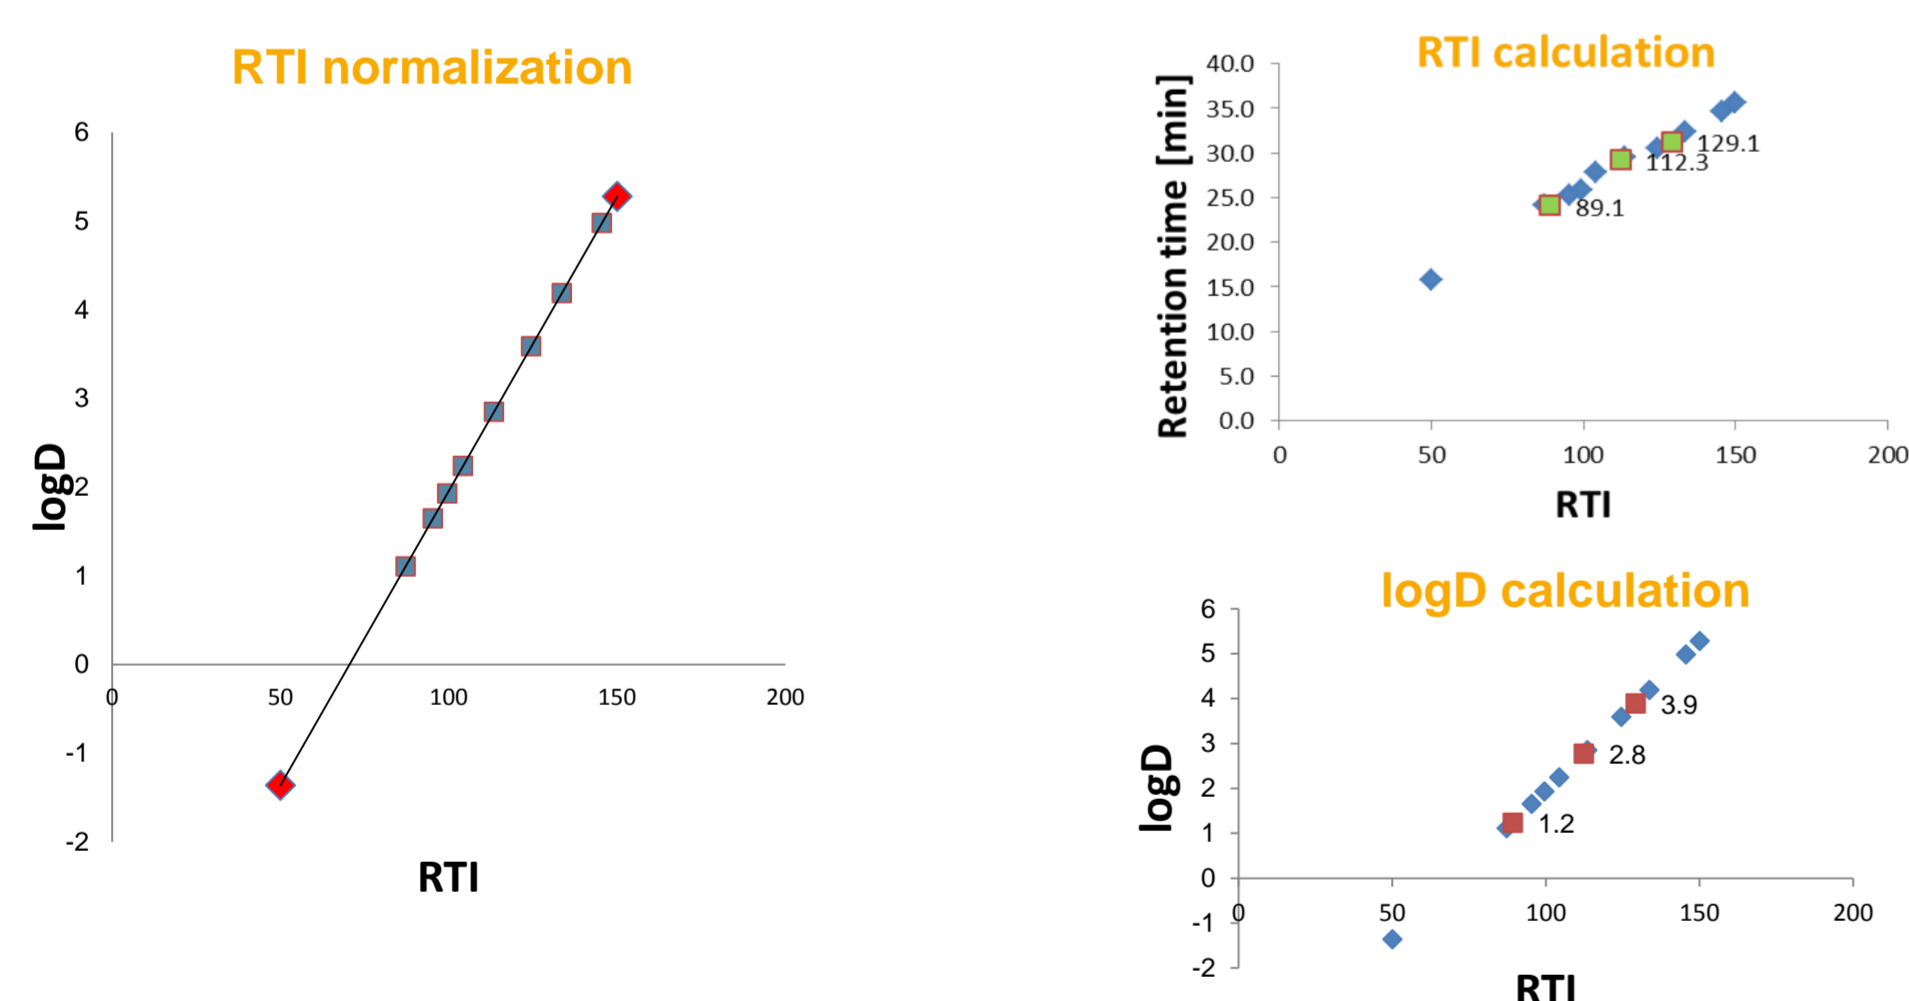 RTI normalization
6
5
4
3
2
1
0
-1
-2
logD
0 50 100 150 200
RTI
RTI calculation
40.0
35.0
30.0
25.0
20.0
15.0
10.0
5.0
0.0
Retention time [min]
129.1
112.3
89.1
0 50 100 150 200
RTI
logD calculation
6
5
4
3
2
1
0
-1
-2
logD
3.9
2.8
1.2
0 50 100 150 200
RTI